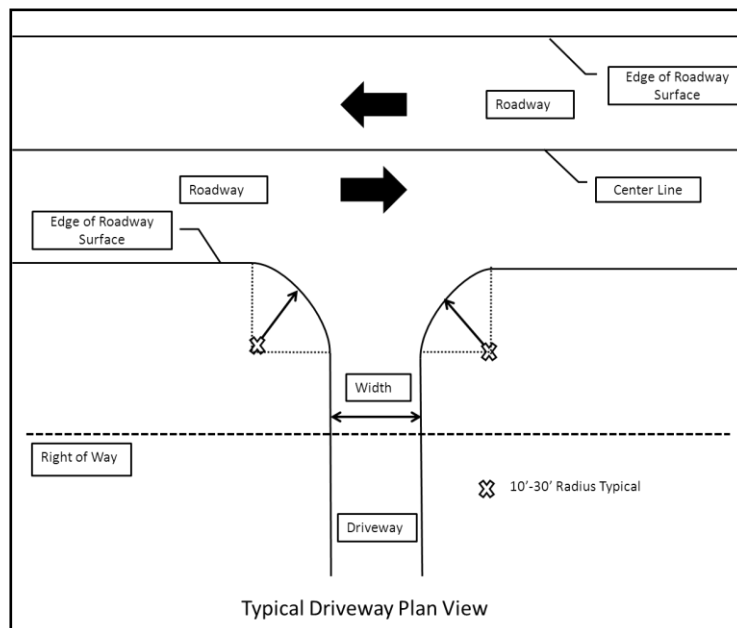 Edge of Roadway
Surface
Roadway
Roadway
Center Line
Edge of Roadway
Surface
Width
Right of Way
10’-30’ Radius Typical
Driveway
Typical Driveway Plan View